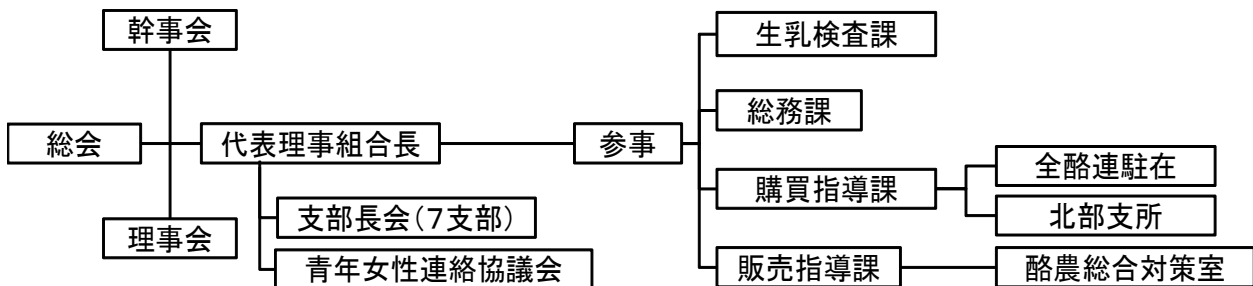 幹事会
総会
代表理事組合長
理事会
支部長会（7支部）
青年女性連絡協議会
参事
生乳検査課
総務課
購買指導課
全酪連駐在
北部支所
販売指導課
酪農総合対策室